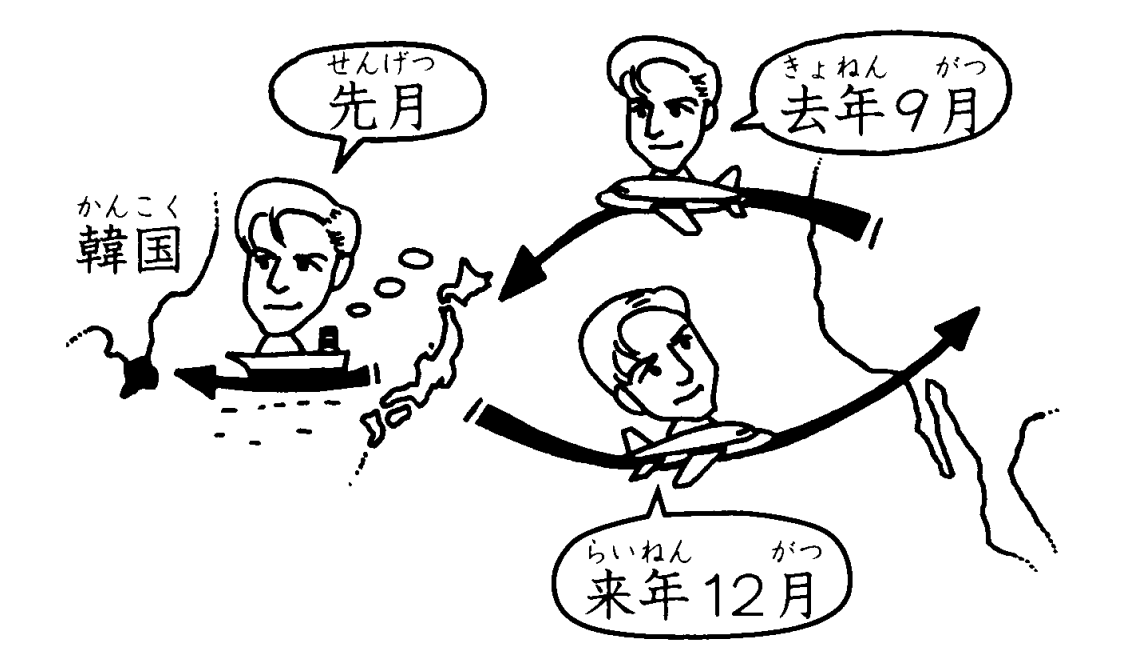 せんげつ
先月
きょねん がつ
去年9月
かんこく
韓国
らいねん がつ
来年12月